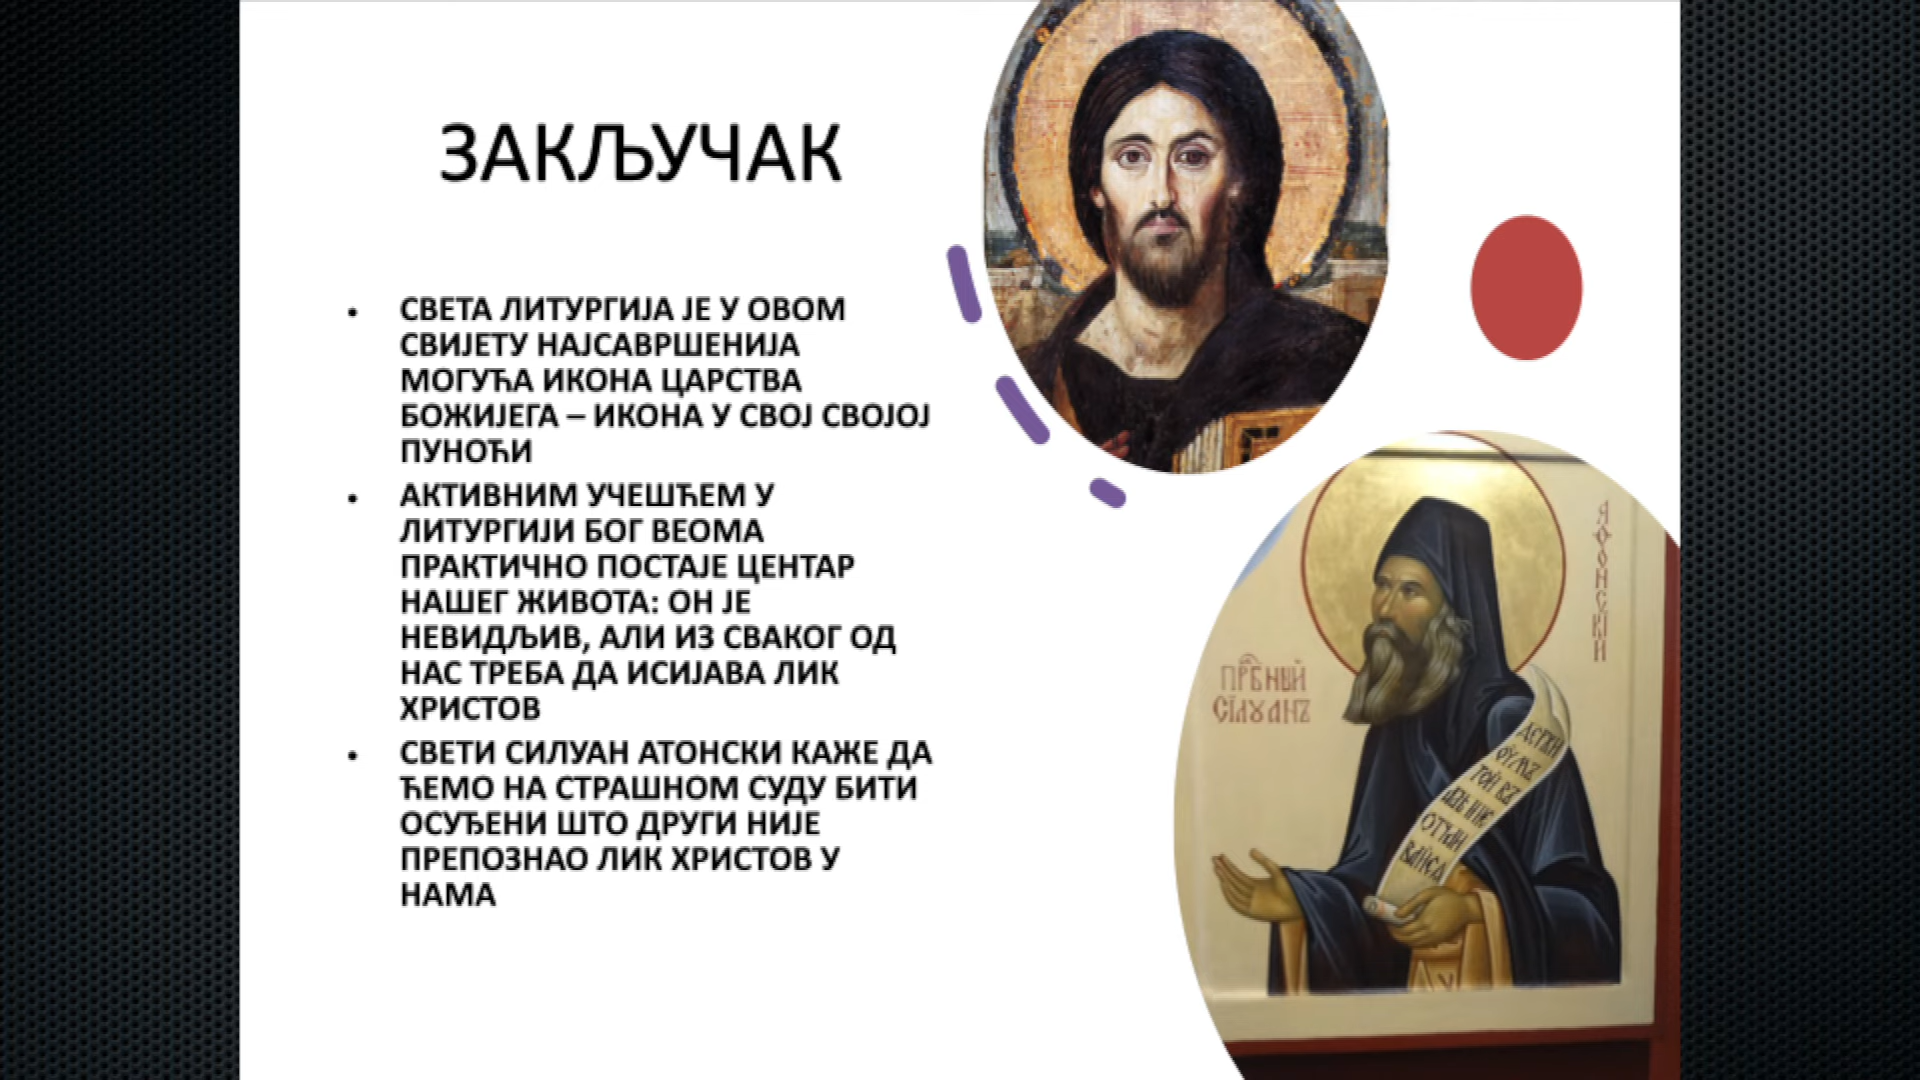 ЗАКЉУЧАК
• СВЕТА ЛИТУРГИЈА ЈЕ У ОВОМ
СВИЈЕТУ НАЈСАВРШЕНИЈА
МОГУЋА ИКОНА ЦАРСТВА
БОЖИЈЕГА – ИКОНА У СВОЈ СВОЈОЈ
ПУНОЋИ
• АКТИВНИМ УЧЕШЋЕМ У
ЛИТУРГИЈИ БОГ ВЕОМА
ПРАКТИЧНО ПОСТАЈЕ ЦЕНТАР
НАШЕГ ЖИВОТА: ОН ЈЕ
НЕВИДЉИВ, АЛИ ИЗ СВАКОГ ОД
НАС ТРЕБА ДА ИСИЈАВА ЛИК
ХРИСТОВ
• СВЕТИ СИЛУАН АТОНСКИ КАЖЕ ДА
ЋЕМО НА СТРАШНОМ СУДУ БИТИ
ОСУЂЕНИ ШТО ДРУГИ НИЈЕ
ПРЕПОЗНАО ЛИК ХРИСТОВ У
НАМА
СІЛꙊАНЪ